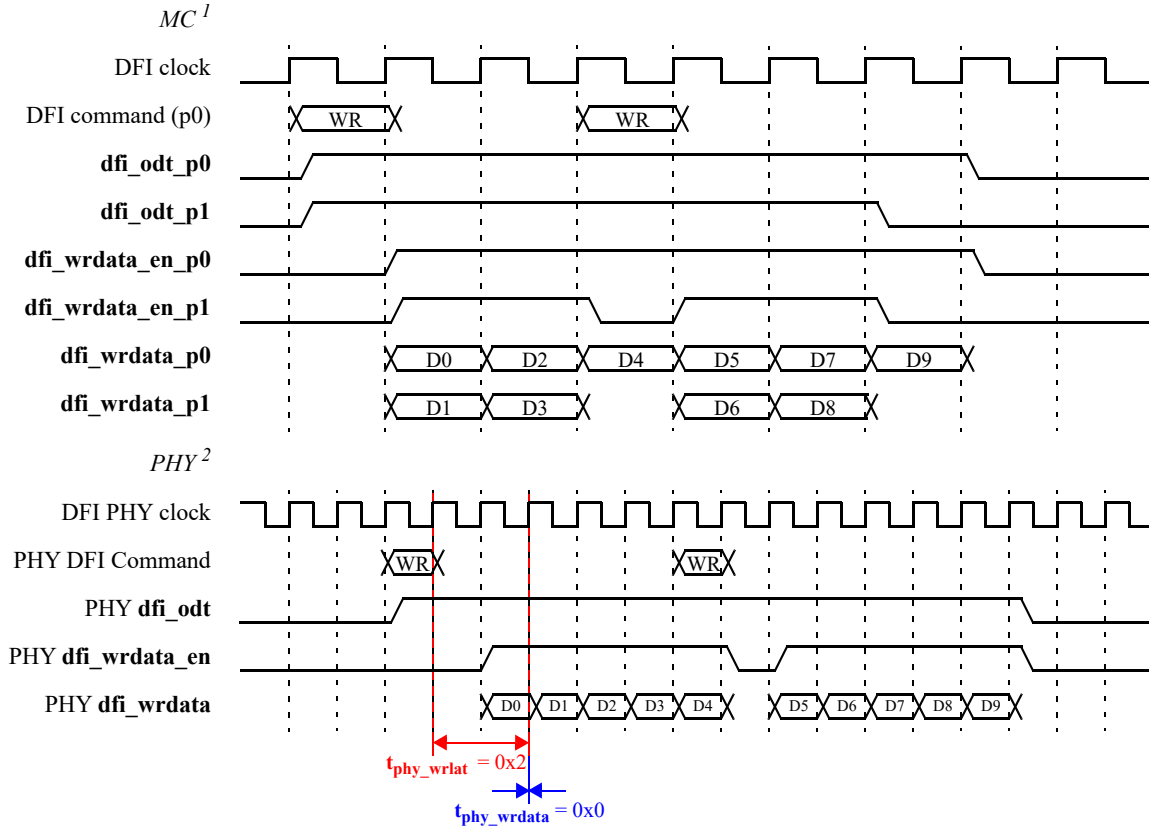 MC 1
DFI clock
DFI command (p0) WR WR
dfi_odt_p0
dfi_odt_p1
dfi_wrdata_en_p0
dfi_wrdata_en_p1
dfi_wrdata_p0 D0 D2 D4 D5 D7 D9
dfi_wrdata_p1 D1 D3 D6 D8
PHY 2
DFI PHY clock
PHY DFI Command WR WR
PHY dfi_odt
PHY dfi_wrdata_en
PHY dfi_wrdata D0 D1 D2 D3 D4 D5 D6 D7 D8 D9
tphy_wrlat = 0x2
tphy_wrdata = 0x0